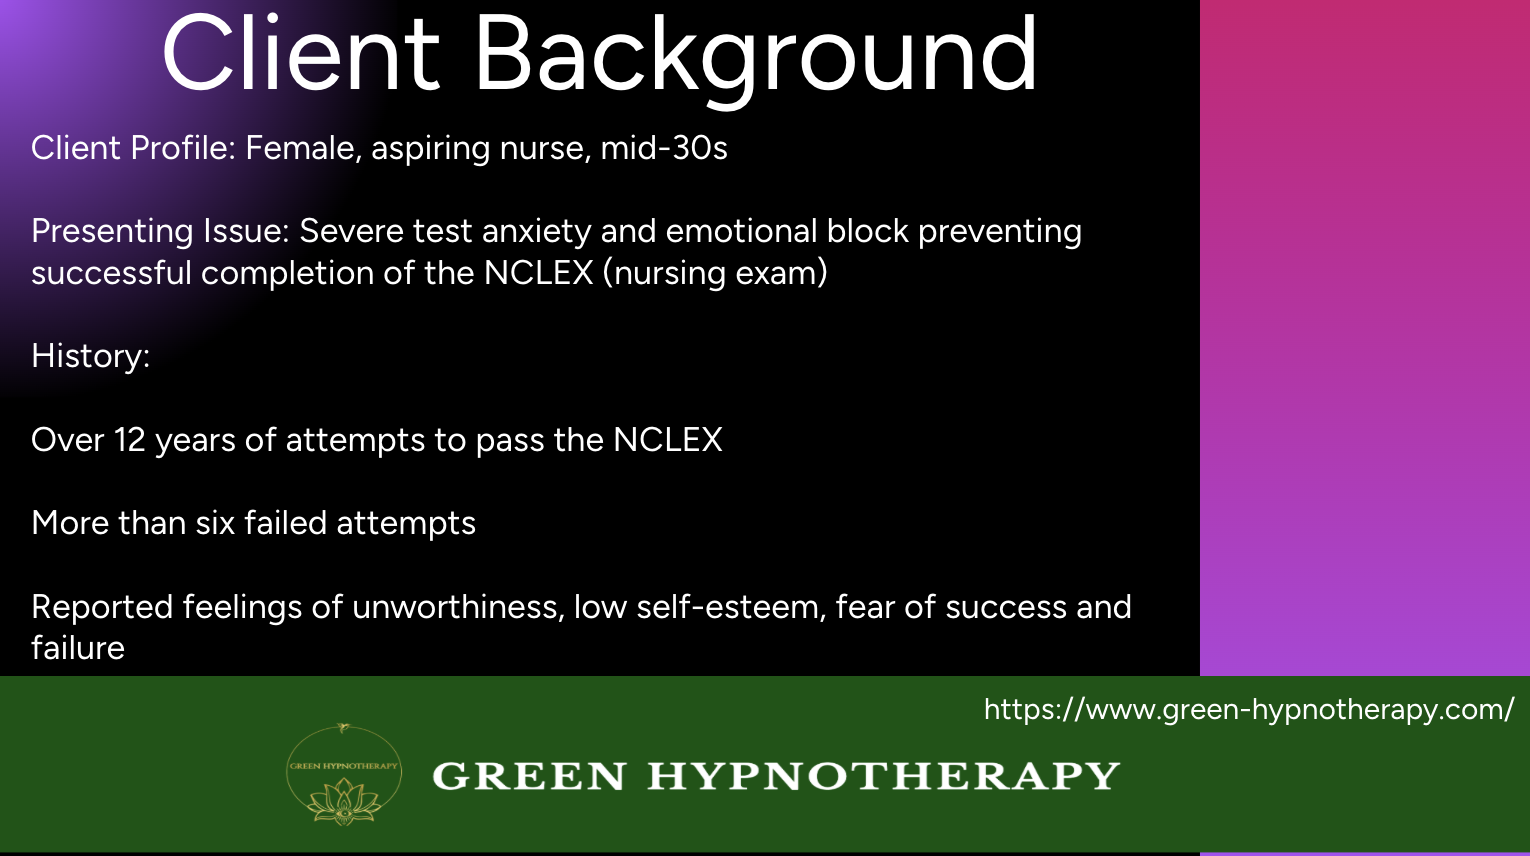 Client Background
Client Profile: Female, aspiring nurse, mid-30s
Presenting Issue: Severe test anxiety and emotional block preventing
successful completion of the NCLEX (nursing exam)
History:
Over 12 years of attempts to pass the NCLEX
More than six failed attempts
Reported feelings of unworthiness, low self-esteem, fear of success and
failure
https://www.green-hypnotherapy.com/
GREEN HYPNOTHERAPY
GREEN HYPNOTHERAPY